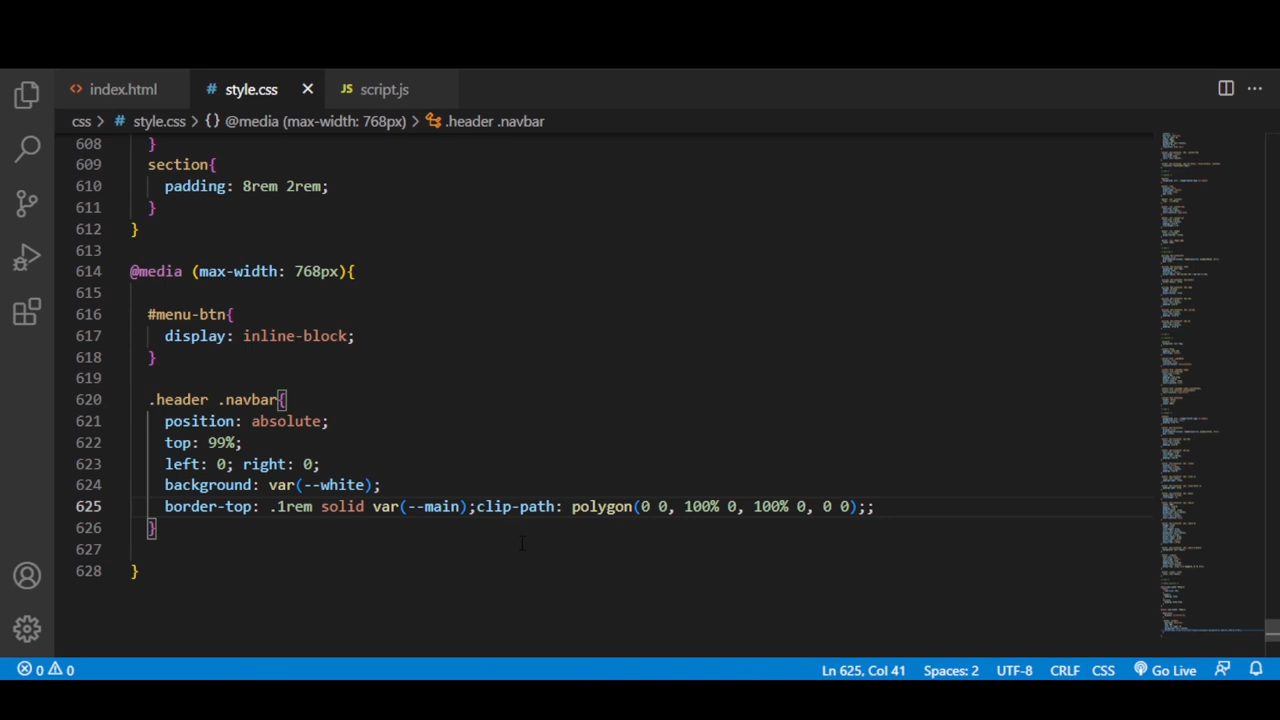 index.html
style.css
JS script.js
css > # style.css > {} @media (max-width: 768px) > .header .navbar
608 }
609 section{
610 padding: 8rem 2rem;
611 }
612 }
613
614 @media (max-width: 768px){
615
616 #menu-btn{
617 display: inline-block;
618 }
619
620 .header .navbar{
621 position: absolute;
622 top: 99%;
623 left: 0; right: 0;
624 background: var(--white);
625 border-top: .1rem solid var(--main);clip-path: polygon(0 0, 100% 0, 100% 0, 0 0);;
626 }
627
628 }
0 0 Ln 625, Col 41 Spaces: 2 UTF-8 CRLF CSS Go Live